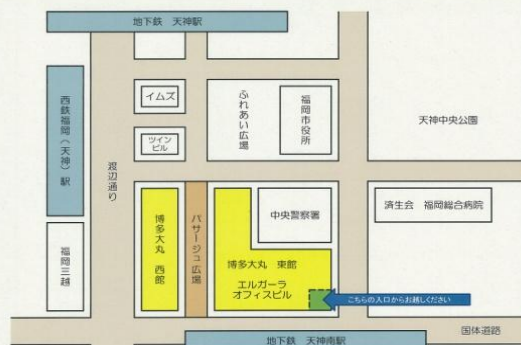 地下鉄 天神駅
西鉄福岡(天神)駅
福岡三越
渡辺通り
イムズ
ツイン
ビル
ふれあい広場
福岡市役所
天神中央公園
博多大丸 西館
パサージュ広場
中央警察署
博多大丸 東館
エルガーラ
オフィスビル
済生会 福岡総合病院
こちらの入口からお越しください
国体道路
地下鉄 天神南駅